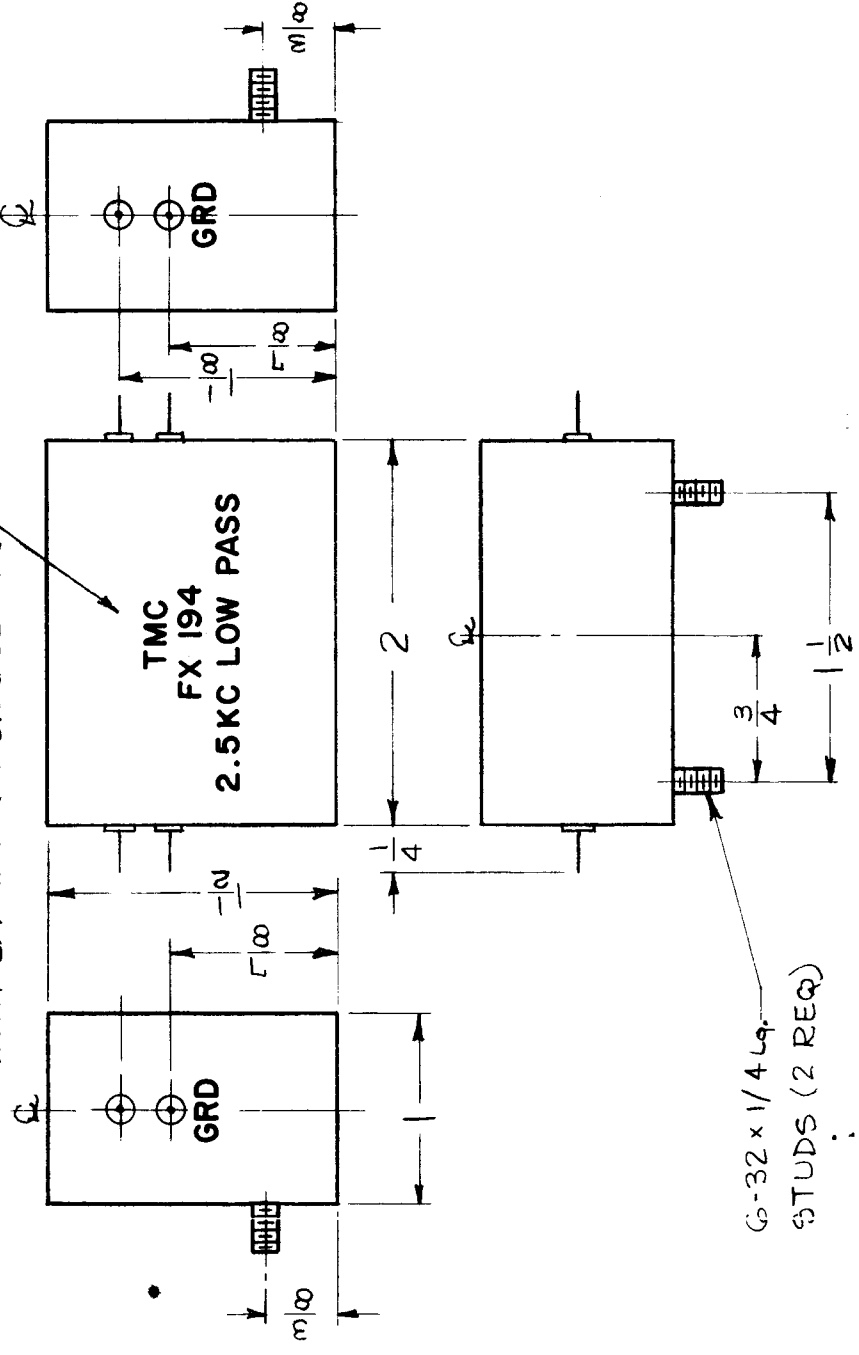 ℄
3/8
GRD
1 1/8
7/8
TMC
FX 194
2.5KC LOW PASS
2
1/4
1 1/2
7/8
℄
GRD
1
3/8
℄
3/4
1 1/2
6-32 x 1/4 Lg.
STUDS (2 REQ)